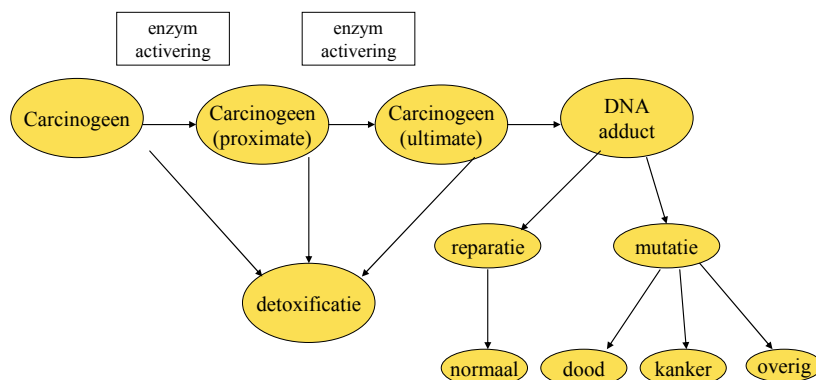 enzym
activering
enzym
activering
Carcinogeen
Carcinogeen
(proximate)
Carcinogeen
(ultimate)
DNA
adduct
reparatie
mutatie
detoxificatie
normaal
dood
kanker
overig